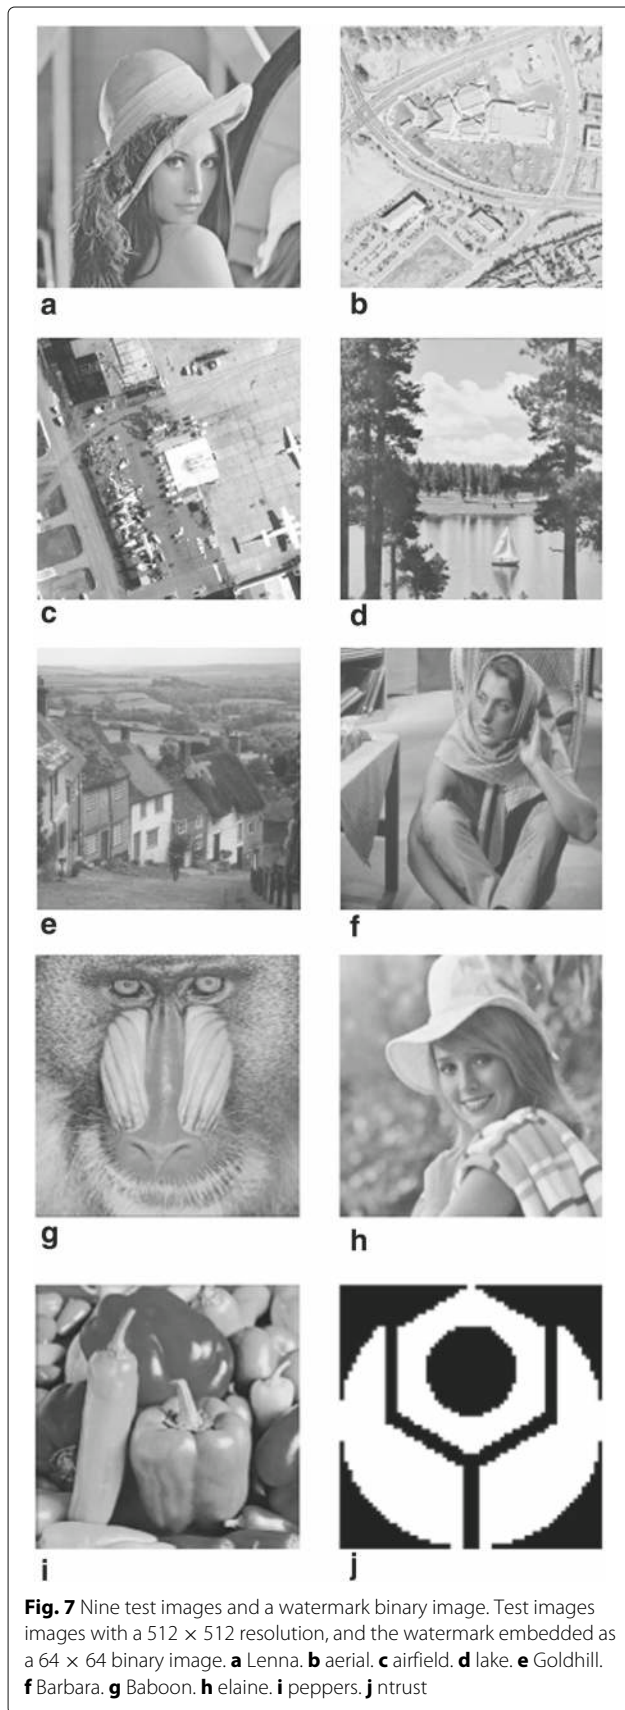 a
b
c
d
e
f
g
h
i
j
Fig. 7 Nine test images and a watermark binary image. Test images
images with a 512 × 512 resolution, and the watermark embedded as
a 64 × 64 binary image. a Lenna. b aerial. c airfield. d lake. e Goldhill.
f Barbara. g Baboon. h elaine. i peppers. j ntrust